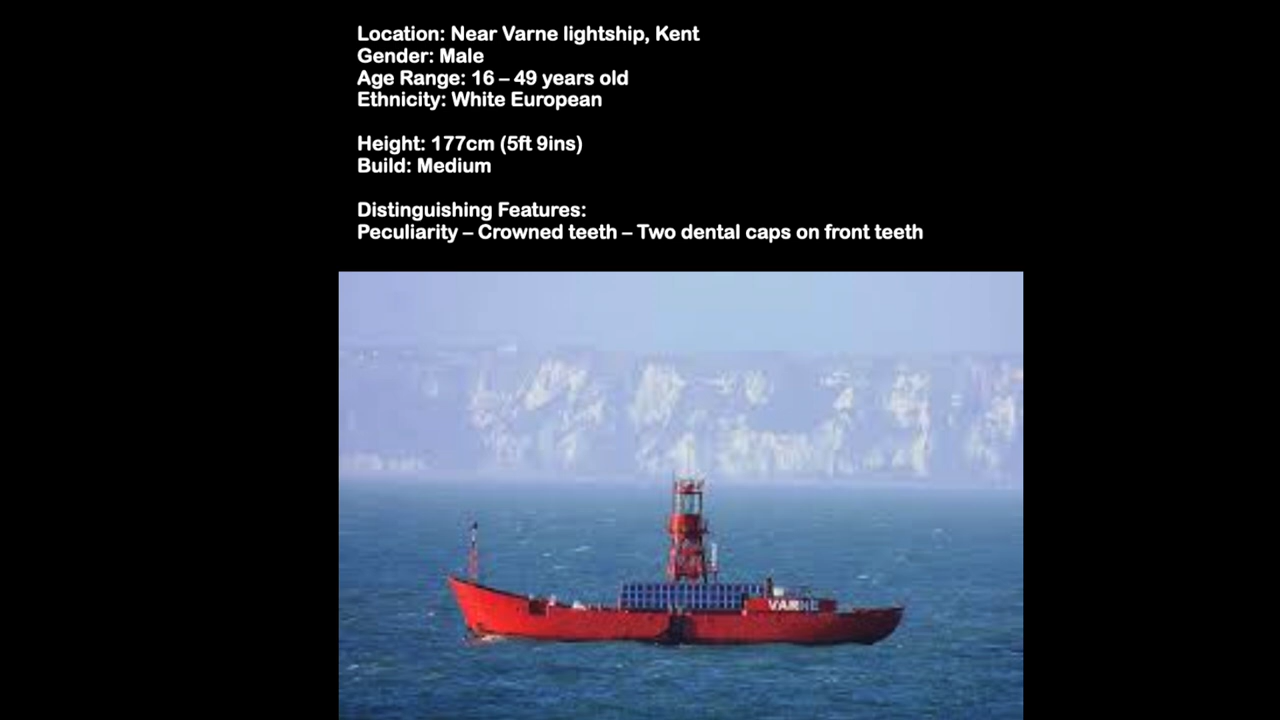 Location: Near Varne lightship, Kent
Gender: Male
Age Range: 16 – 49 years old
Ethnicity: White European
Height: 177cm (5ft 9ins)
Build: Medium
Distinguishing Features:
Peculiarity – Crowned teeth – Two dental caps on front teeth
VARNE